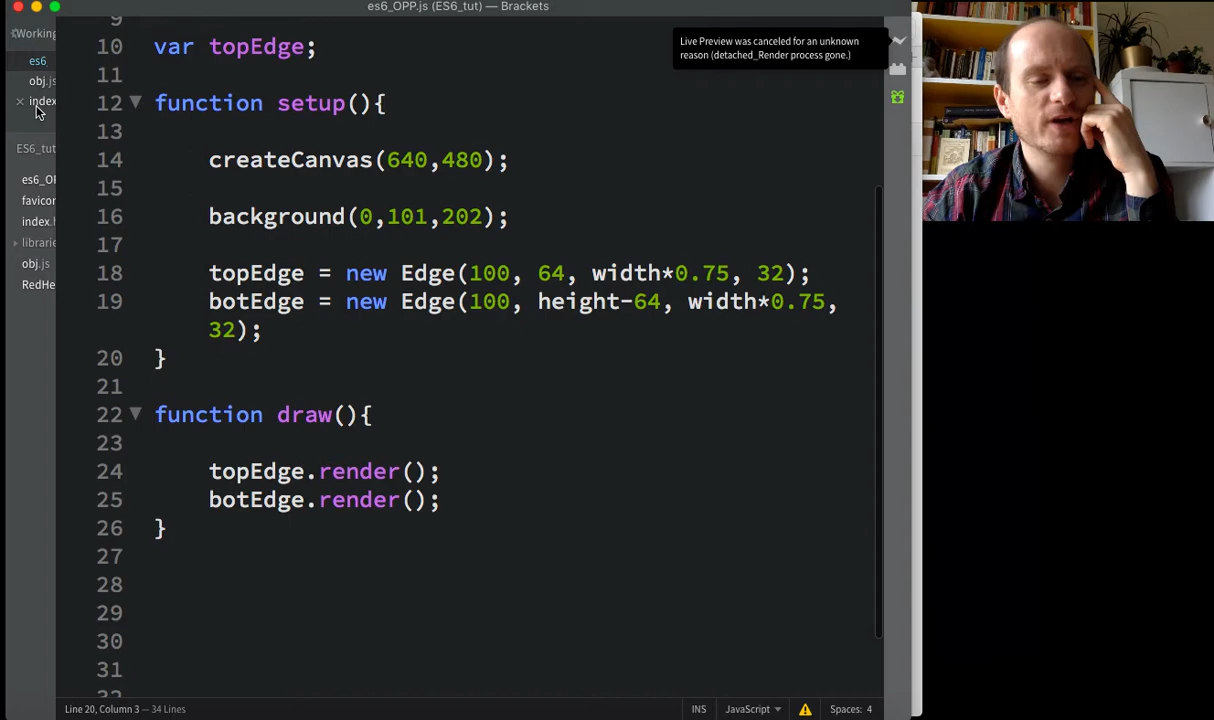 es6_OPP.js (ES6_tut) — Brackets
Working
es6
obj.js
index
ES6_tut
es6_OP
favicon
index.h
librarie
obj.js
RedHe
Live Preview was canceled for an unknown
reason (detached_Render process gone.)
9
10 var topEdge;
11
12 function setup(){
13
14 createCanvas(640,480);
15
16 background(0,101,202);
17
18 topEdge = new Edge(100, 64, width*0.75, 32);
19 botEdge = new Edge(100, height-64, width*0.75,
32);
20 }
21
22 function draw(){
23
24 topEdge.render();
25 botEdge.render();
26 }
27
28
29
30
31
32
Line 20, Column 3 — 34 Lines
INS JavaScript Spaces: 4